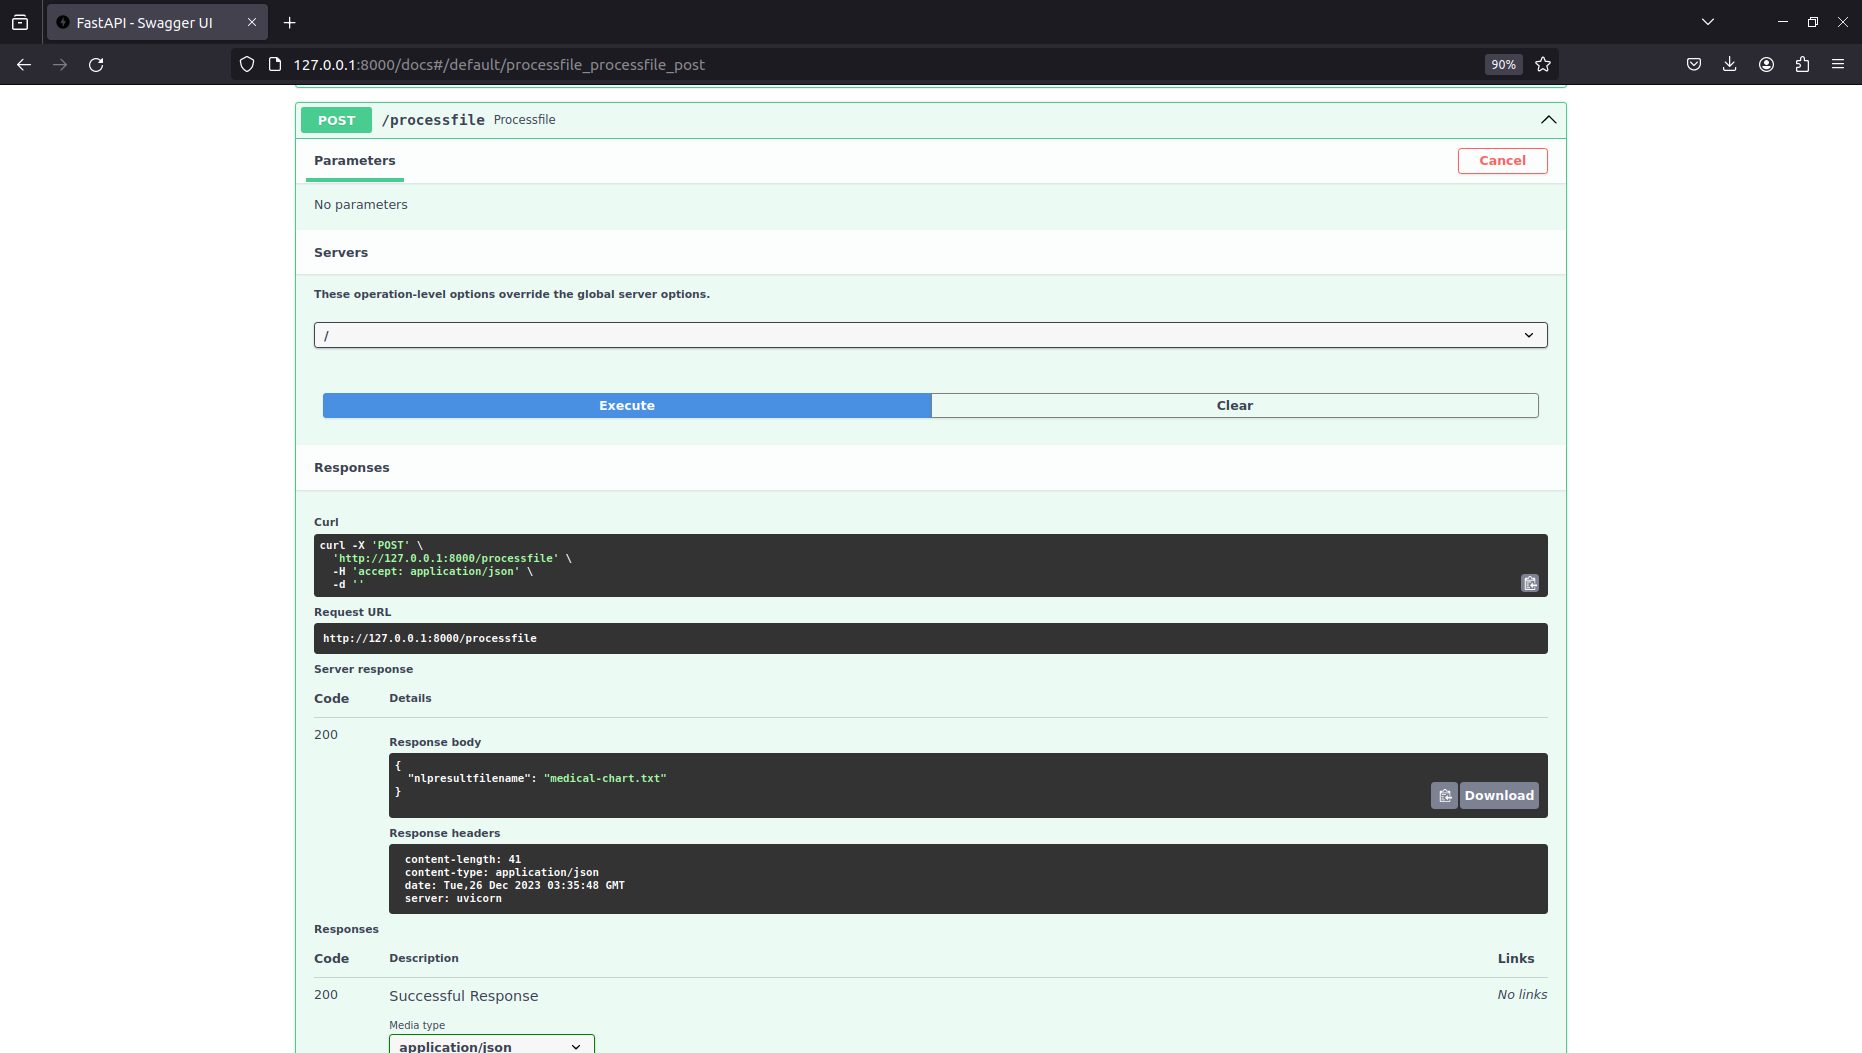 FastAPI - Swagger UI
127.0.0.1:8000/docs#/default/processfile_processfile_post
90%
POST /processfile Processfile
Parameters
Cancel
No parameters
Servers
These operation-level options override the global server options.
/
Execute
Clear
Responses
Curl
curl -X 'POST' \
'http://127.0.0.1:8000/processfile' \
-H 'accept: application/json' \
-d ''
Request URL
http://127.0.0.1:8000/processfile
Server response
Code Details
200
Response body
{
"nlpresultfilename": "medical-chart.txt"
}
Download
Response headers
content-length: 41
content-type: application/json
date: Tue,26 Dec 2023 03:35:48 GMT
server: uvicorn
Responses
Code Description Links
200 Successful Response No links
Media type
application/json